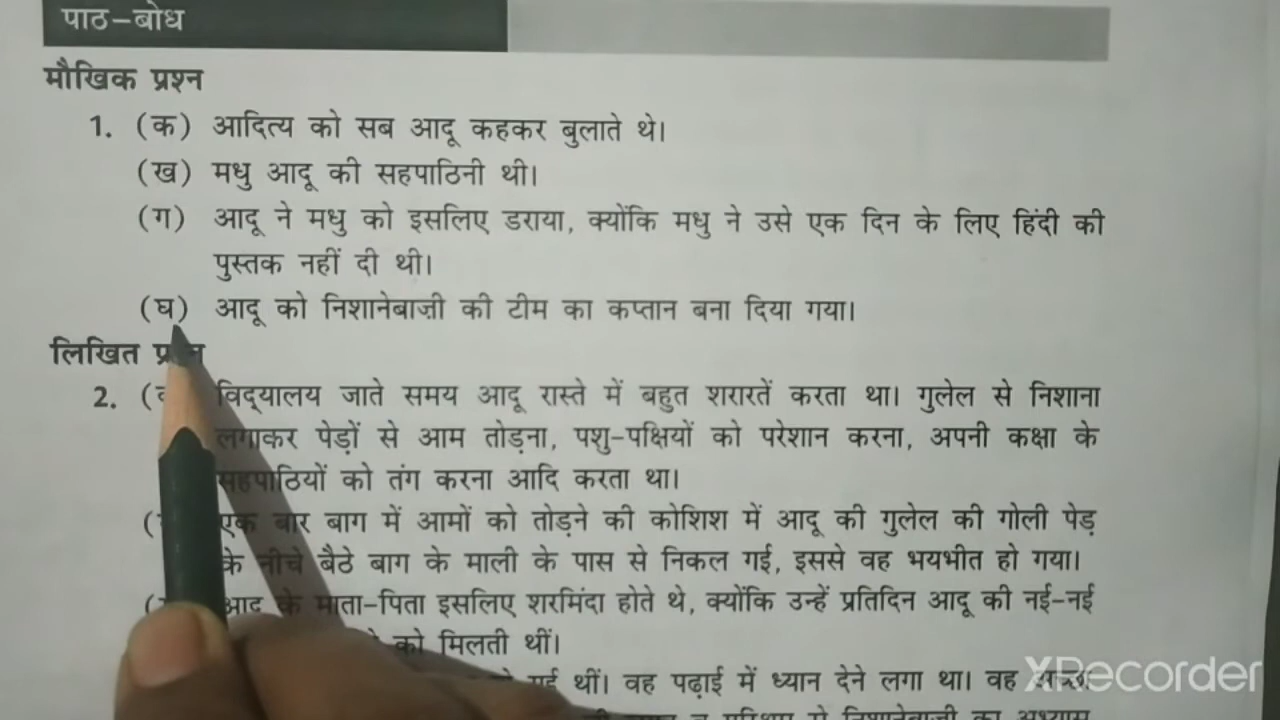 पाठ–बोध
मौखिक प्रश्न
1. (क) आदित्य को सब आदू कहकर बुलाते थे।
(ख) मधु आदू की सहपाठिनी थी।
(ग) आदू ने मधु को इसलिए डराया, क्योंकि मधु ने उसे एक दिन के लिए हिंदी की
पुस्तक नहीं दी थी।
(घ) आदू को निशानेबाज़ी की टीम का कप्तान बना दिया गया।
लिखित
2. विद्‌यालय जाते समय आदू रास्ते में बहुत शरारतें करता था। गुलेल से निशाना
लगाकर पेड़ों से आम तोड़ना, पशु-पक्षियों को परेशान करना, अपनी कक्षा के
सहपाठियों को तंग करना आदि करता था।
एक बार बाग में आमों को तोड़ने की कोशिश में आदू की गुलेल की गोली पेड़
के नीचे बैठे बाग के माली के पास से निकल गई, इससे वह भयभीत हो गया।
आदू के माता-पिता इसलिए शरमिंदा होते थे, क्योंकि उन्हें प्रतिदिन आदू की नई-नई
को मिलती थीं।
गई थीं। वह पढ़ाई में ध्यान देने लगा था। वह
निशानेबाज़ी का अभ्यास
XRecorder